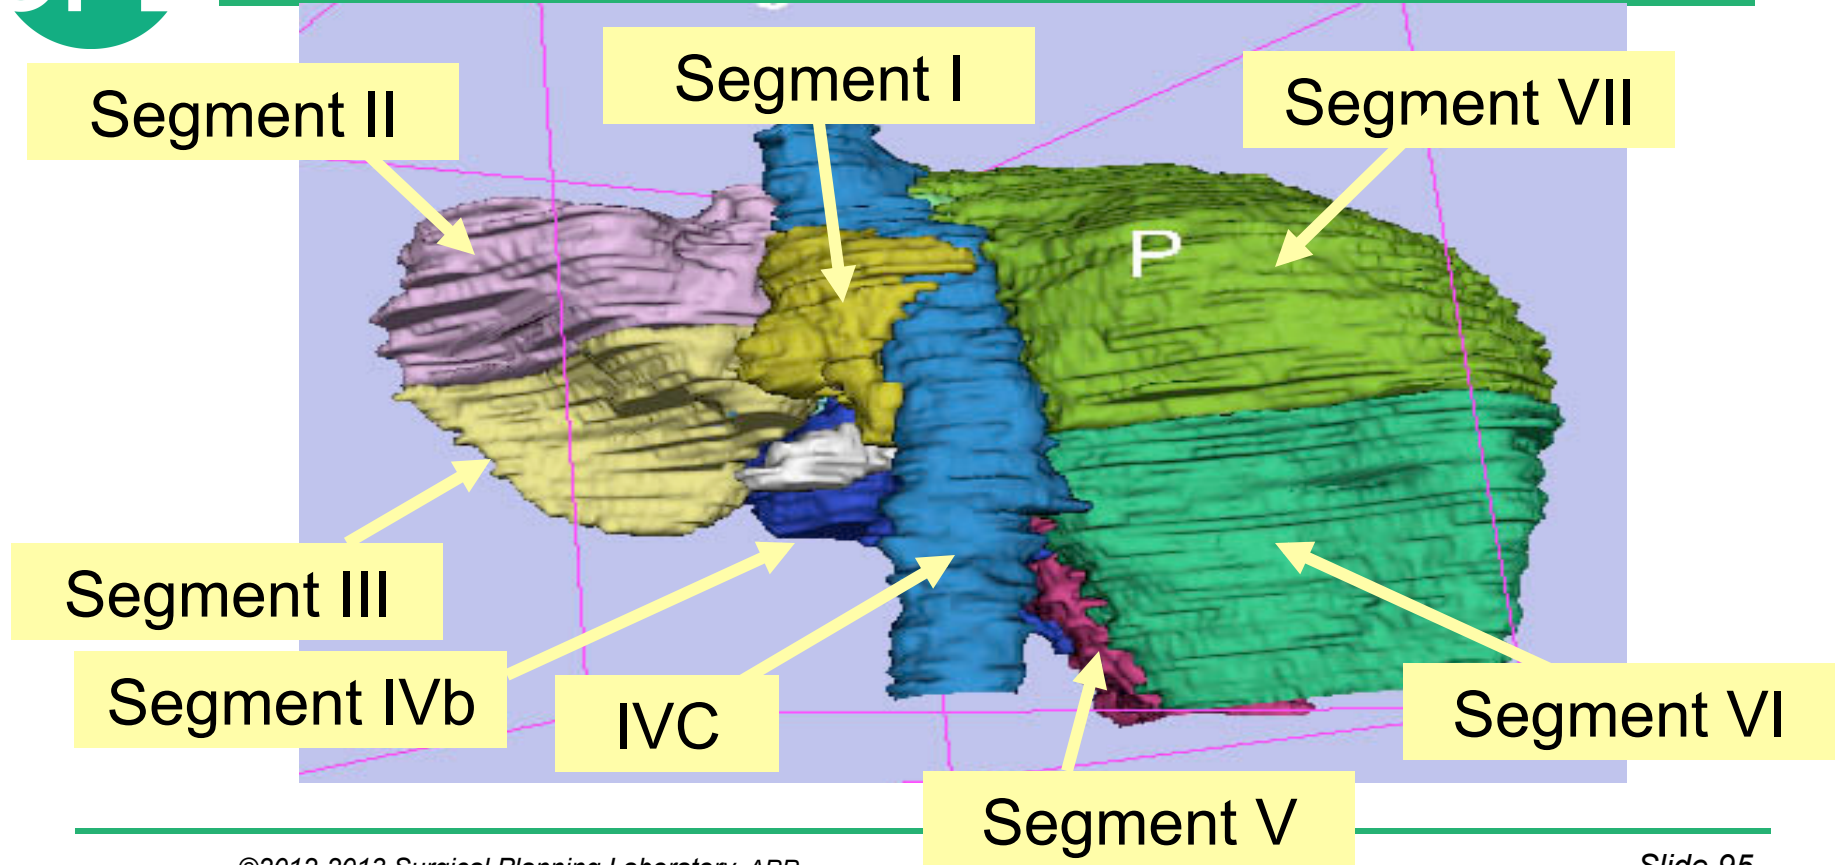 Segment I
Segment II
Segment VII
P
Segment III
Segment IVb
IVC
Segment VI
Segment V
Slide 95